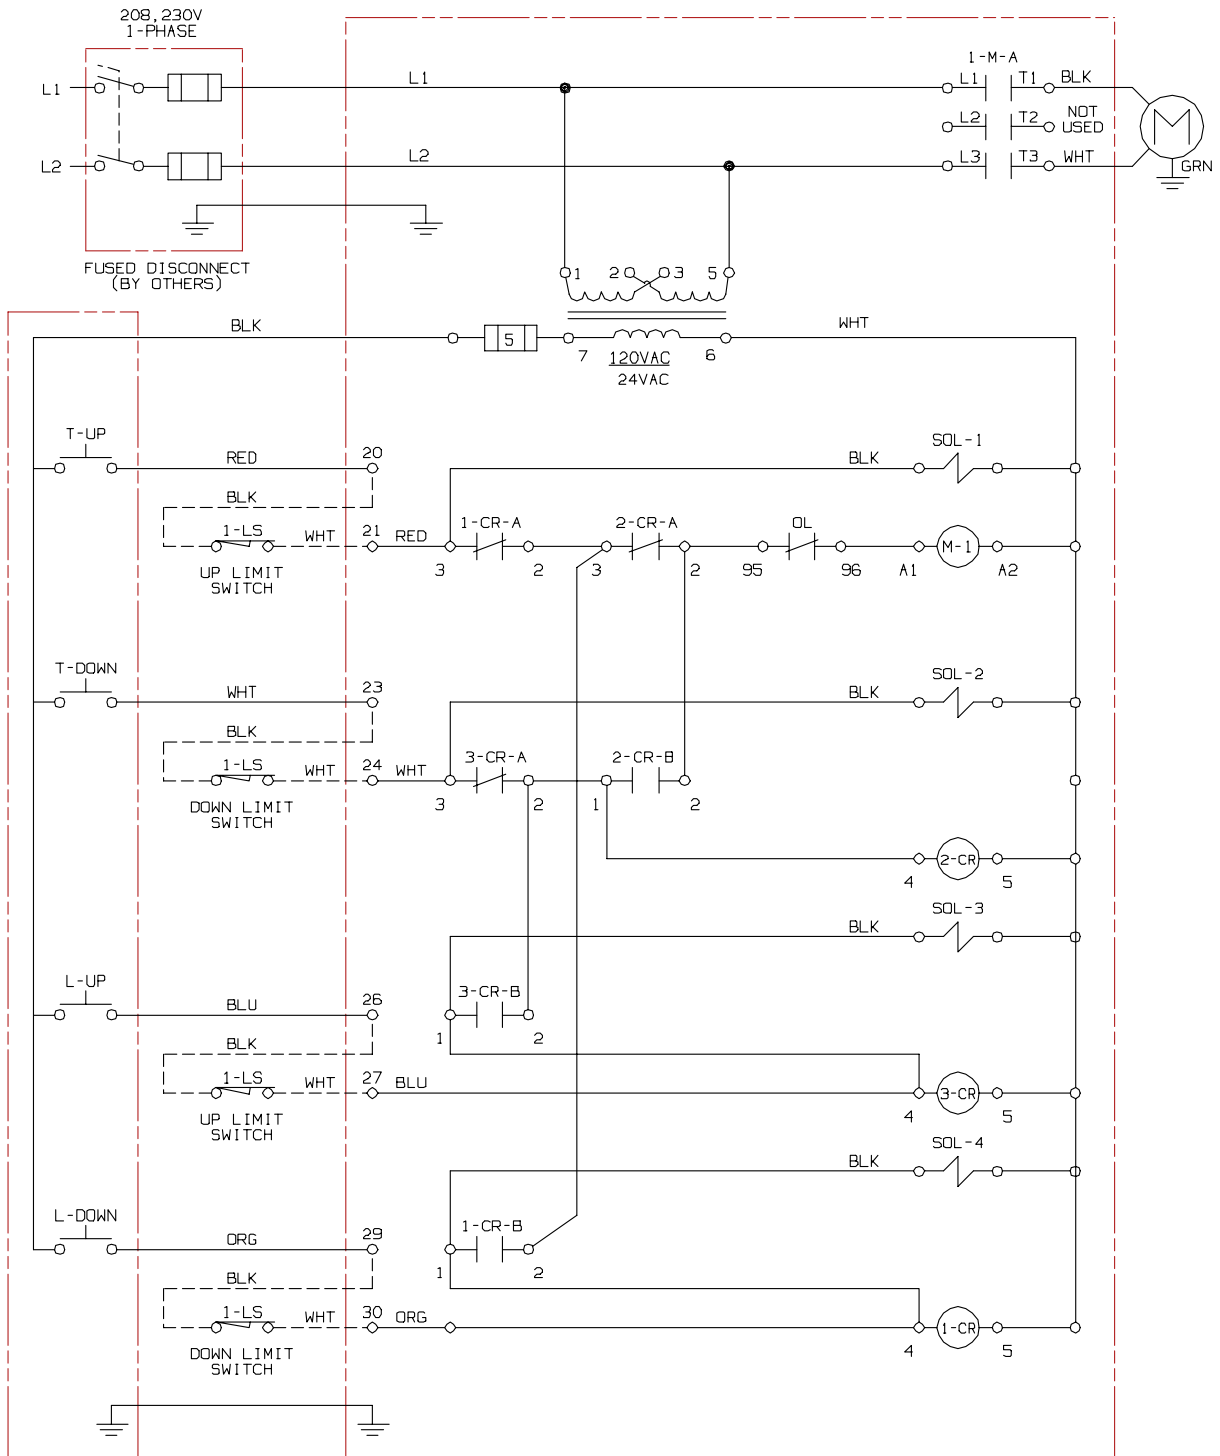 208,230V
1-PHASE
1-M-A
L1 L1 L1 T1 BLK
L2 T2 NOT
USED
L2 L2 L3 T3 WHT
GRN
FUSED DISCONNECT
(BY OTHERS)
1 2 3 5
BLK 5 7 6 WHT
120VAC
24VAC
T-UP RED 20 BLK SOL-1
BLK
1-LS WHT 21 RED 1-CR-A 2-CR-A OL M-1
3 2 3 2 95 96 A1 A2
UP LIMIT
SWITCH
T-DOWN WHT 23 BLK SOL-2
BLK
1-LS WHT 24 WHT 3-CR-A 2-CR-B
3 2 1 2
DOWN LIMIT
SWITCH
2-CR
4 5
BLK SOL-3
L-UP BLU 26 3-CR-B
1 2
BLK
1-LS WHT 27 BLU 3-CR
4 5
UP LIMIT
SWITCH
BLK SOL-4
L-DOWN ORG 29 1-CR-B
1 2
BLK
1-LS WHT 30 ORG 1-CR
4 5
DOWN LIMIT
SWITCH